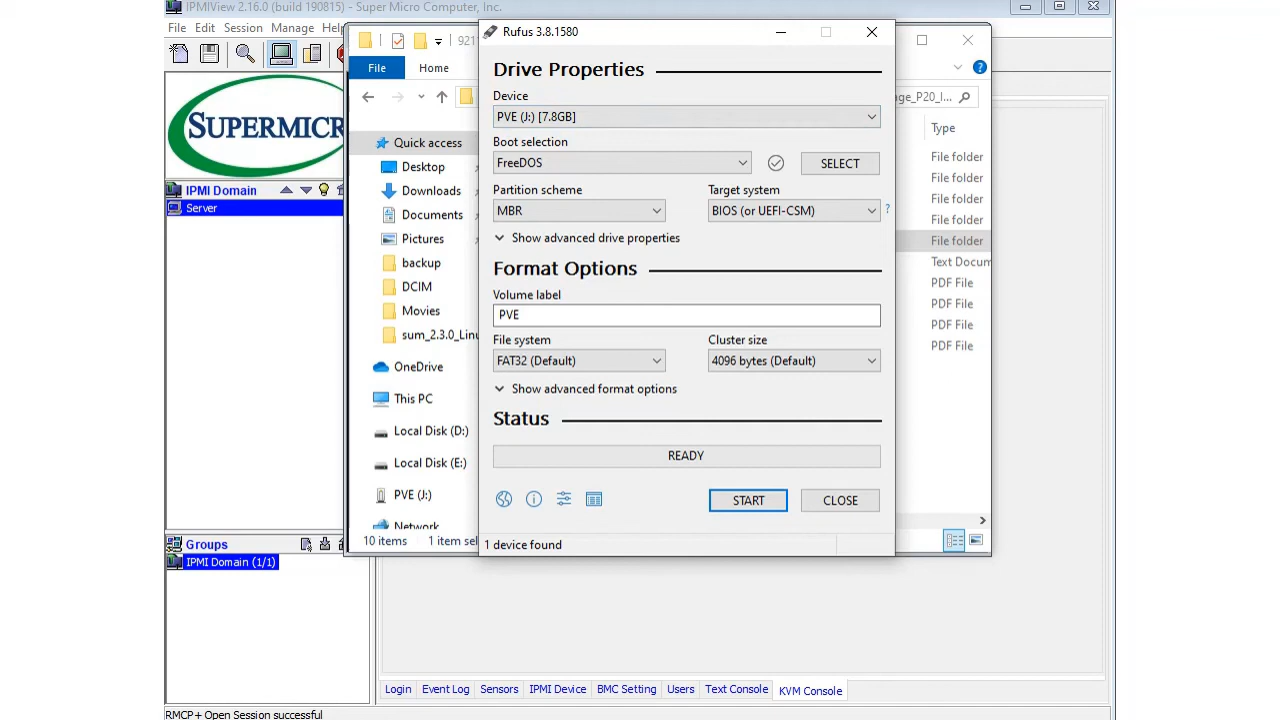 IPMIView 2.16.0 (build 190815) - Super Micro Computer, Inc.
File Edit Session Manage Help
SUPERMICR
IPMI Domain
Server
Groups
IPMI Domain (1/1)
RMCP+ Open Session successful
921
File Home
Quick access
Desktop
Downloads
Documents
Pictures
backup
DCIM
Movies
sum_2.3.0_Linu
OneDrive
This PC
Local Disk (D:)
Local Disk (E:)
PVE (J:)
Network
10 items 1 item sel
Rufus 3.8.1580
Drive Properties
Device
PVE (J:) [7.8GB]
Boot selection
FreeDOS
SELECT
Partition scheme Target system
MBR BIOS (or UEFI-CSM) ?
Show advanced drive properties
Format Options
Volume label
PVE
File system Cluster size
FAT32 (Default) 4096 bytes (Default)
Show advanced format options
Status
READY
START CLOSE
1 device found
age_P20_I...
Type
File folder
File folder
File folder
File folder
File folder
Text Docum
PDF File
PDF File
PDF File
PDF File
Login Event Log Sensors IPMI Device BMC Setting Users Text Console KVM Console